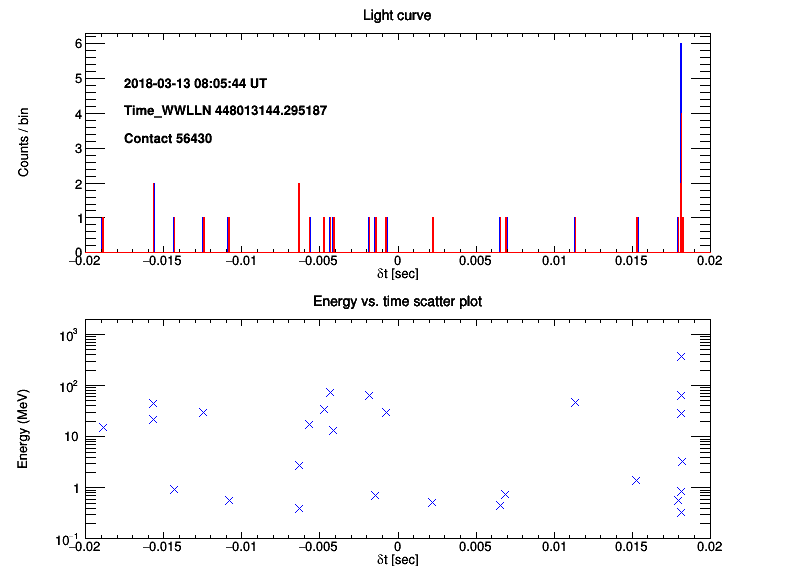 Light curve
Counts / bin
6
5
4
3
2
1
0
2018-03-13 08:05:44 UT
Time_WWLLN 448013144.295187
Contact 56430
−0.02 −0.015 −0.01 −0.005 0 0.005 0.01 0.015 0.02
δt [sec]
Energy vs. time scatter plot
Energy (MeV)
10³
10²
10
1
10⁻¹
−0.02 −0.015 −0.01 −0.005 0 0.005 0.01 0.015 0.02
δt [sec]